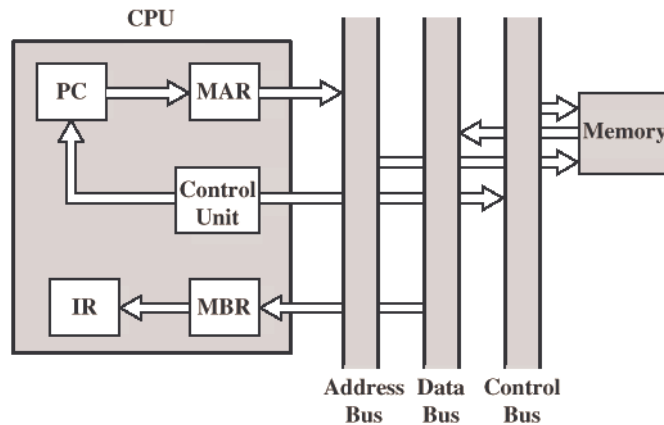 CPU
PC
MAR
Memory
Control
Unit
IR
MBR
Address
Bus
Data
Bus
Control
Bus